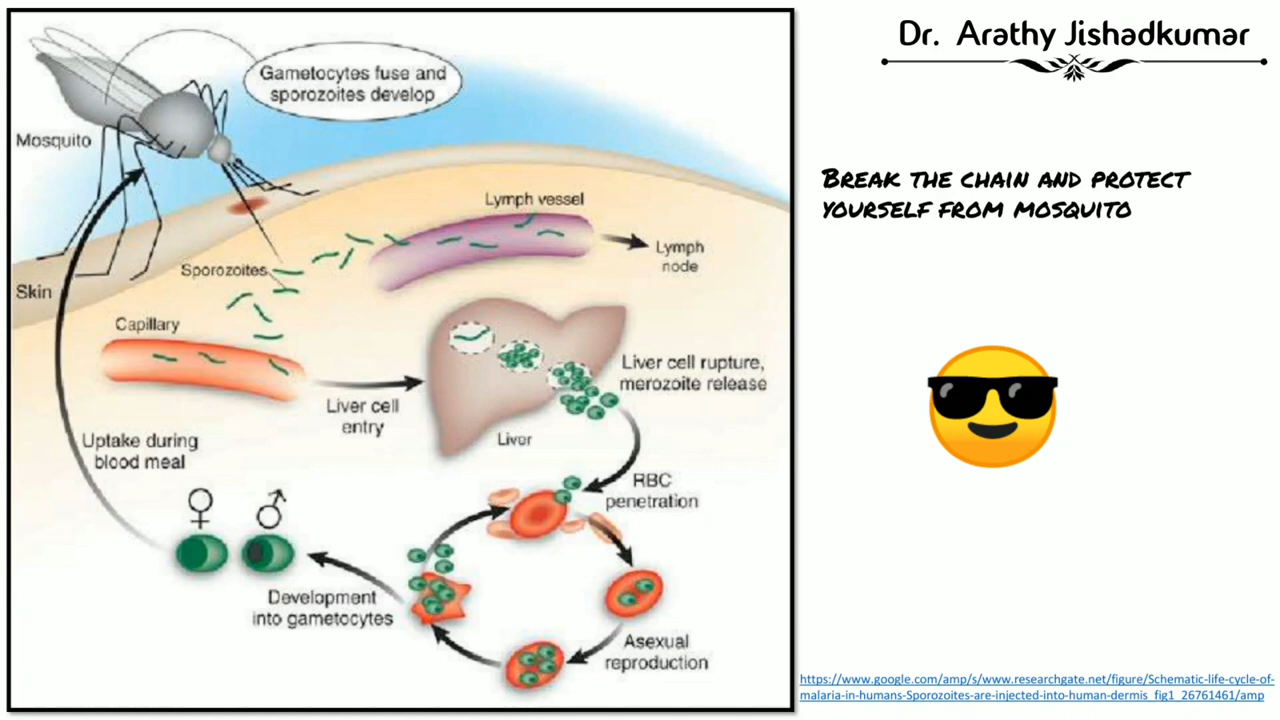 Dr. Arathy Jishadkumar
Gametocytes fuse and
sporozoites develop
Mosquito
Lymph vessel
Lymph
node
Sporozoites
Skin
Capillary
Liver cell rupture,
merozoite release
Liver cell
entry
Liver
Uptake during
blood meal
RBC
penetration
Development
into gametocytes
Asexual
reproduction
BREAK THE CHAIN AND PROTECT
YOURSELF FROM MOSQUITO
https://www.google.com/amp/s/www.researchgate.net/figure/Schematic-life-cycle-of-
malaria-in-humans-Sporozoites-are-injected-into-human-dermis_fig1_26761461/amp